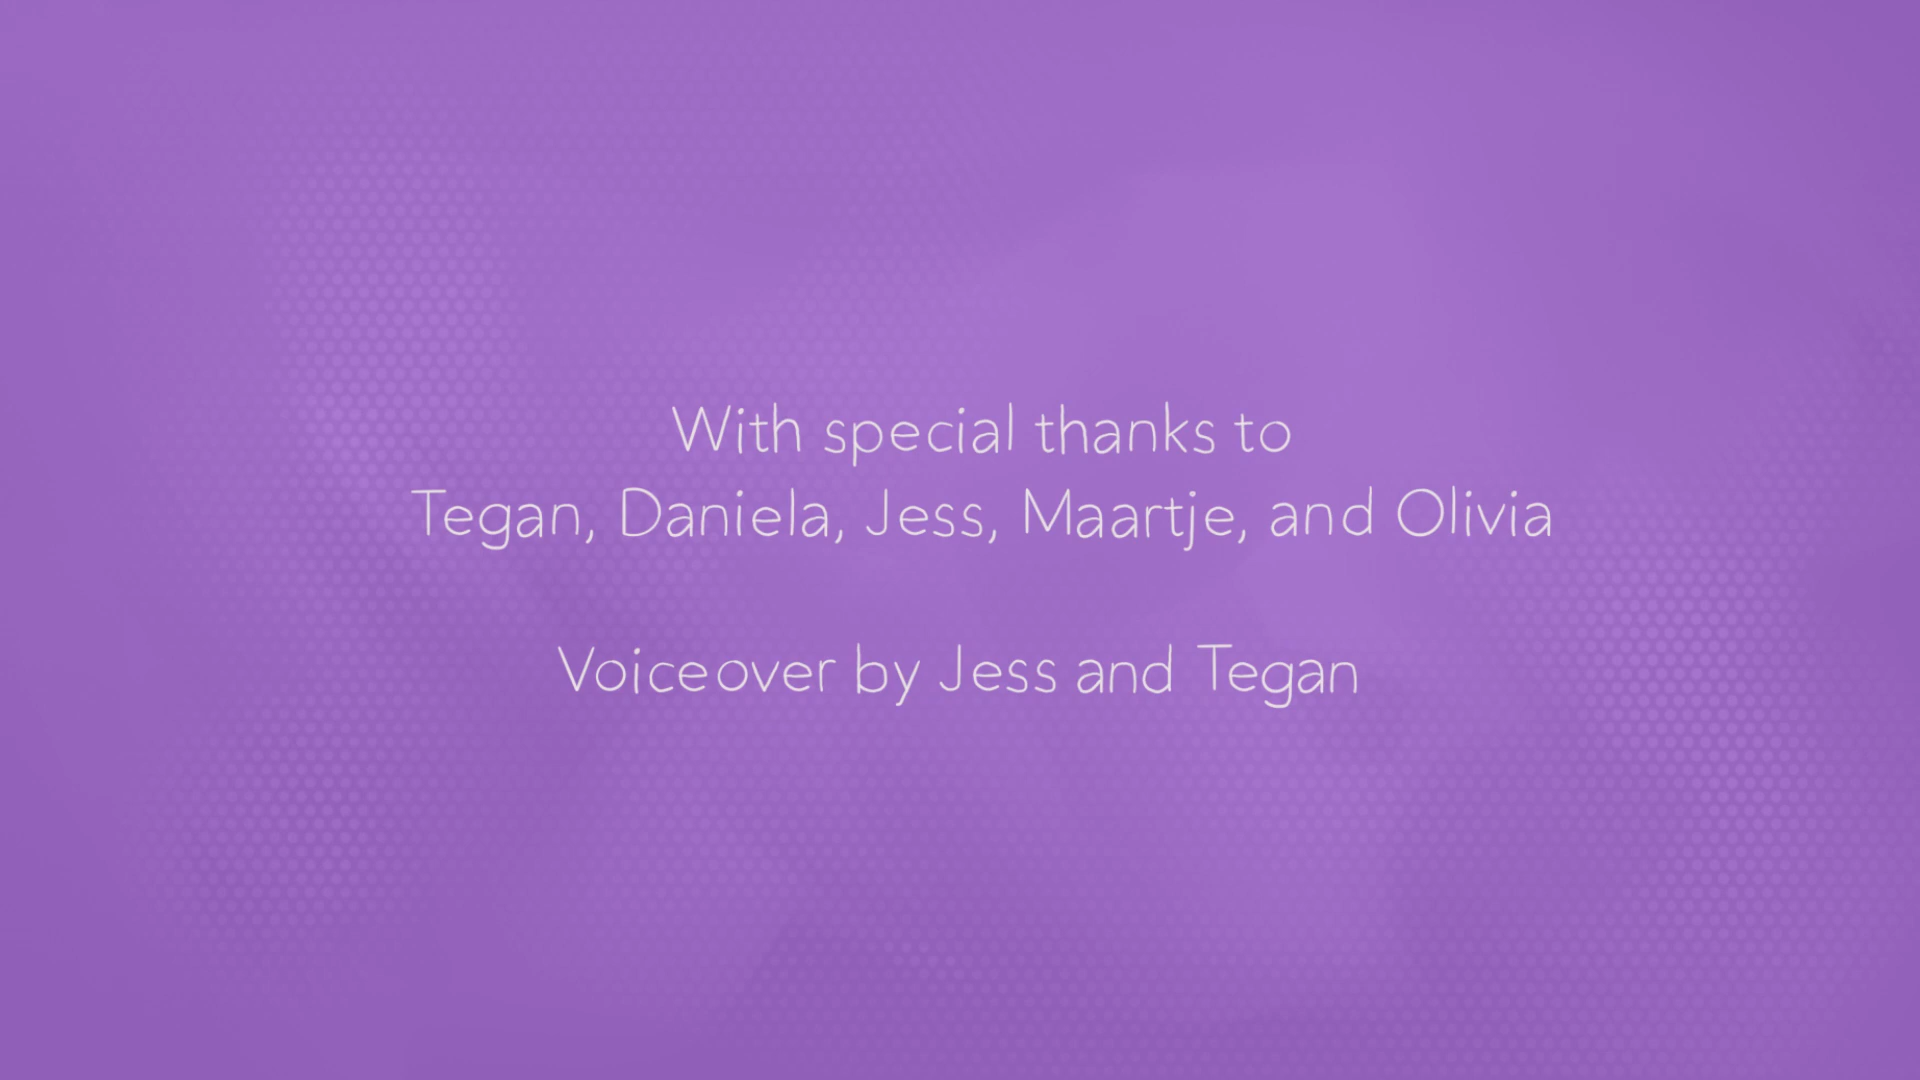 With special thanks to
Tegan, Daniela, Jess, Maartje, and Olivia
Voiceover by Jess and Tegan